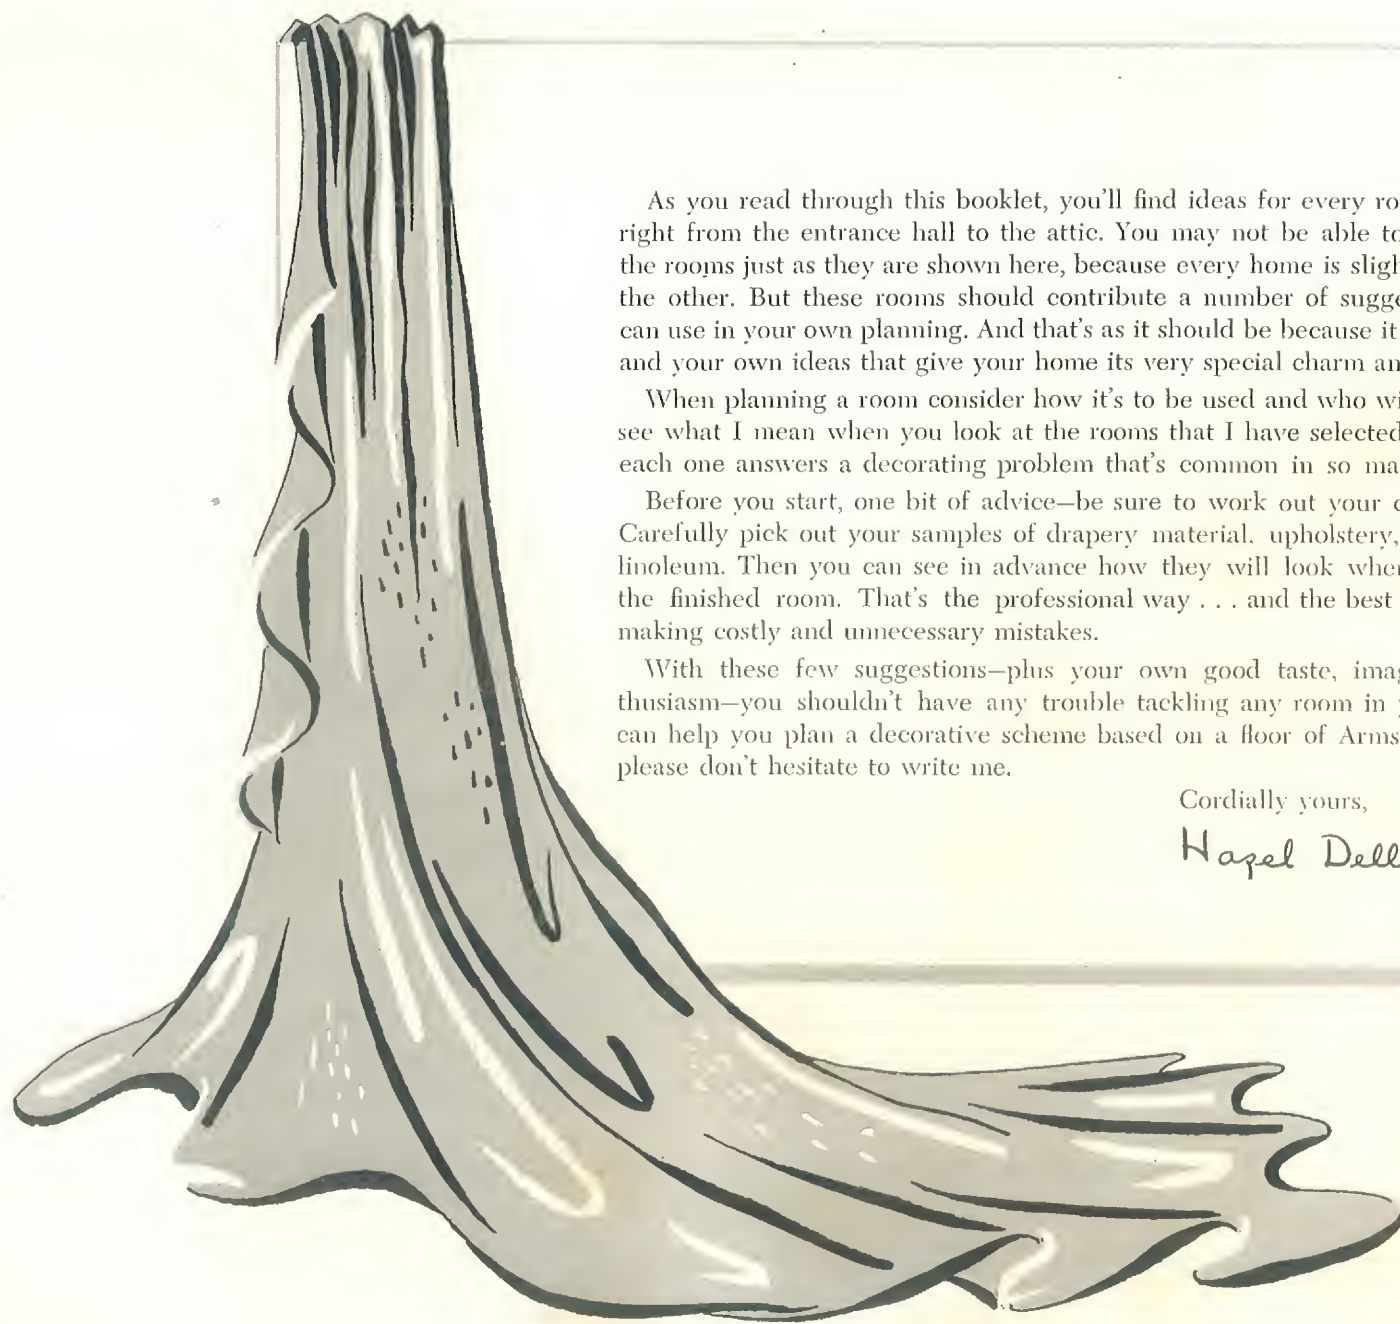 As you read through this booklet, you'll find ideas for every ro
right from the entrance hall to the attic. You may not be able to
the rooms just as they are shown here, because every home is sligh
the other. But these rooms should contribute a number of sugge
can use in your own planning. And that's as it should be because it
and your own ideas that give your home its very special charm an
When planning a room consider how it's to be used and who wi
see what I mean when you look at the rooms that I have selected
each one answers a decorating problem that's common in so ma
Before you start, one bit of advice—be sure to work out your c
Carefully pick out your samples of drapery material, upholstery,
linoleum. Then you can see in advance how they will look when
the finished room. That's the professional way . . . and the best
making costly and unnecessary mistakes.
With these few suggestions—plus your own good taste, imag
thusiasm—you shouldn't have any trouble tackling any room in
can help you plan a decorative scheme based on a floor of Arms
please don't hesitate to write me.
Cordially yours,
Hazel Dell